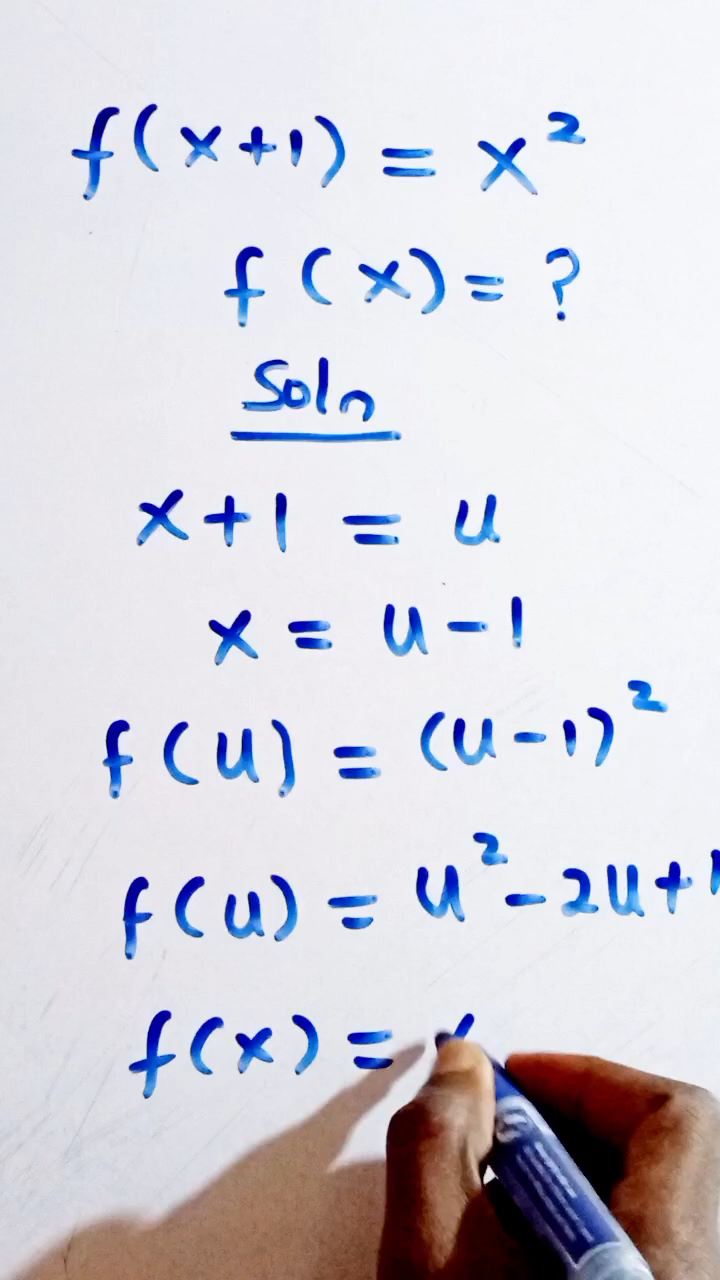 f(x+1) = x²
f(x) = ?
Soln
x+1 = u
x = u-1
f(u) = (u-1)²
f(u) = u²-2u+1
f(x) =